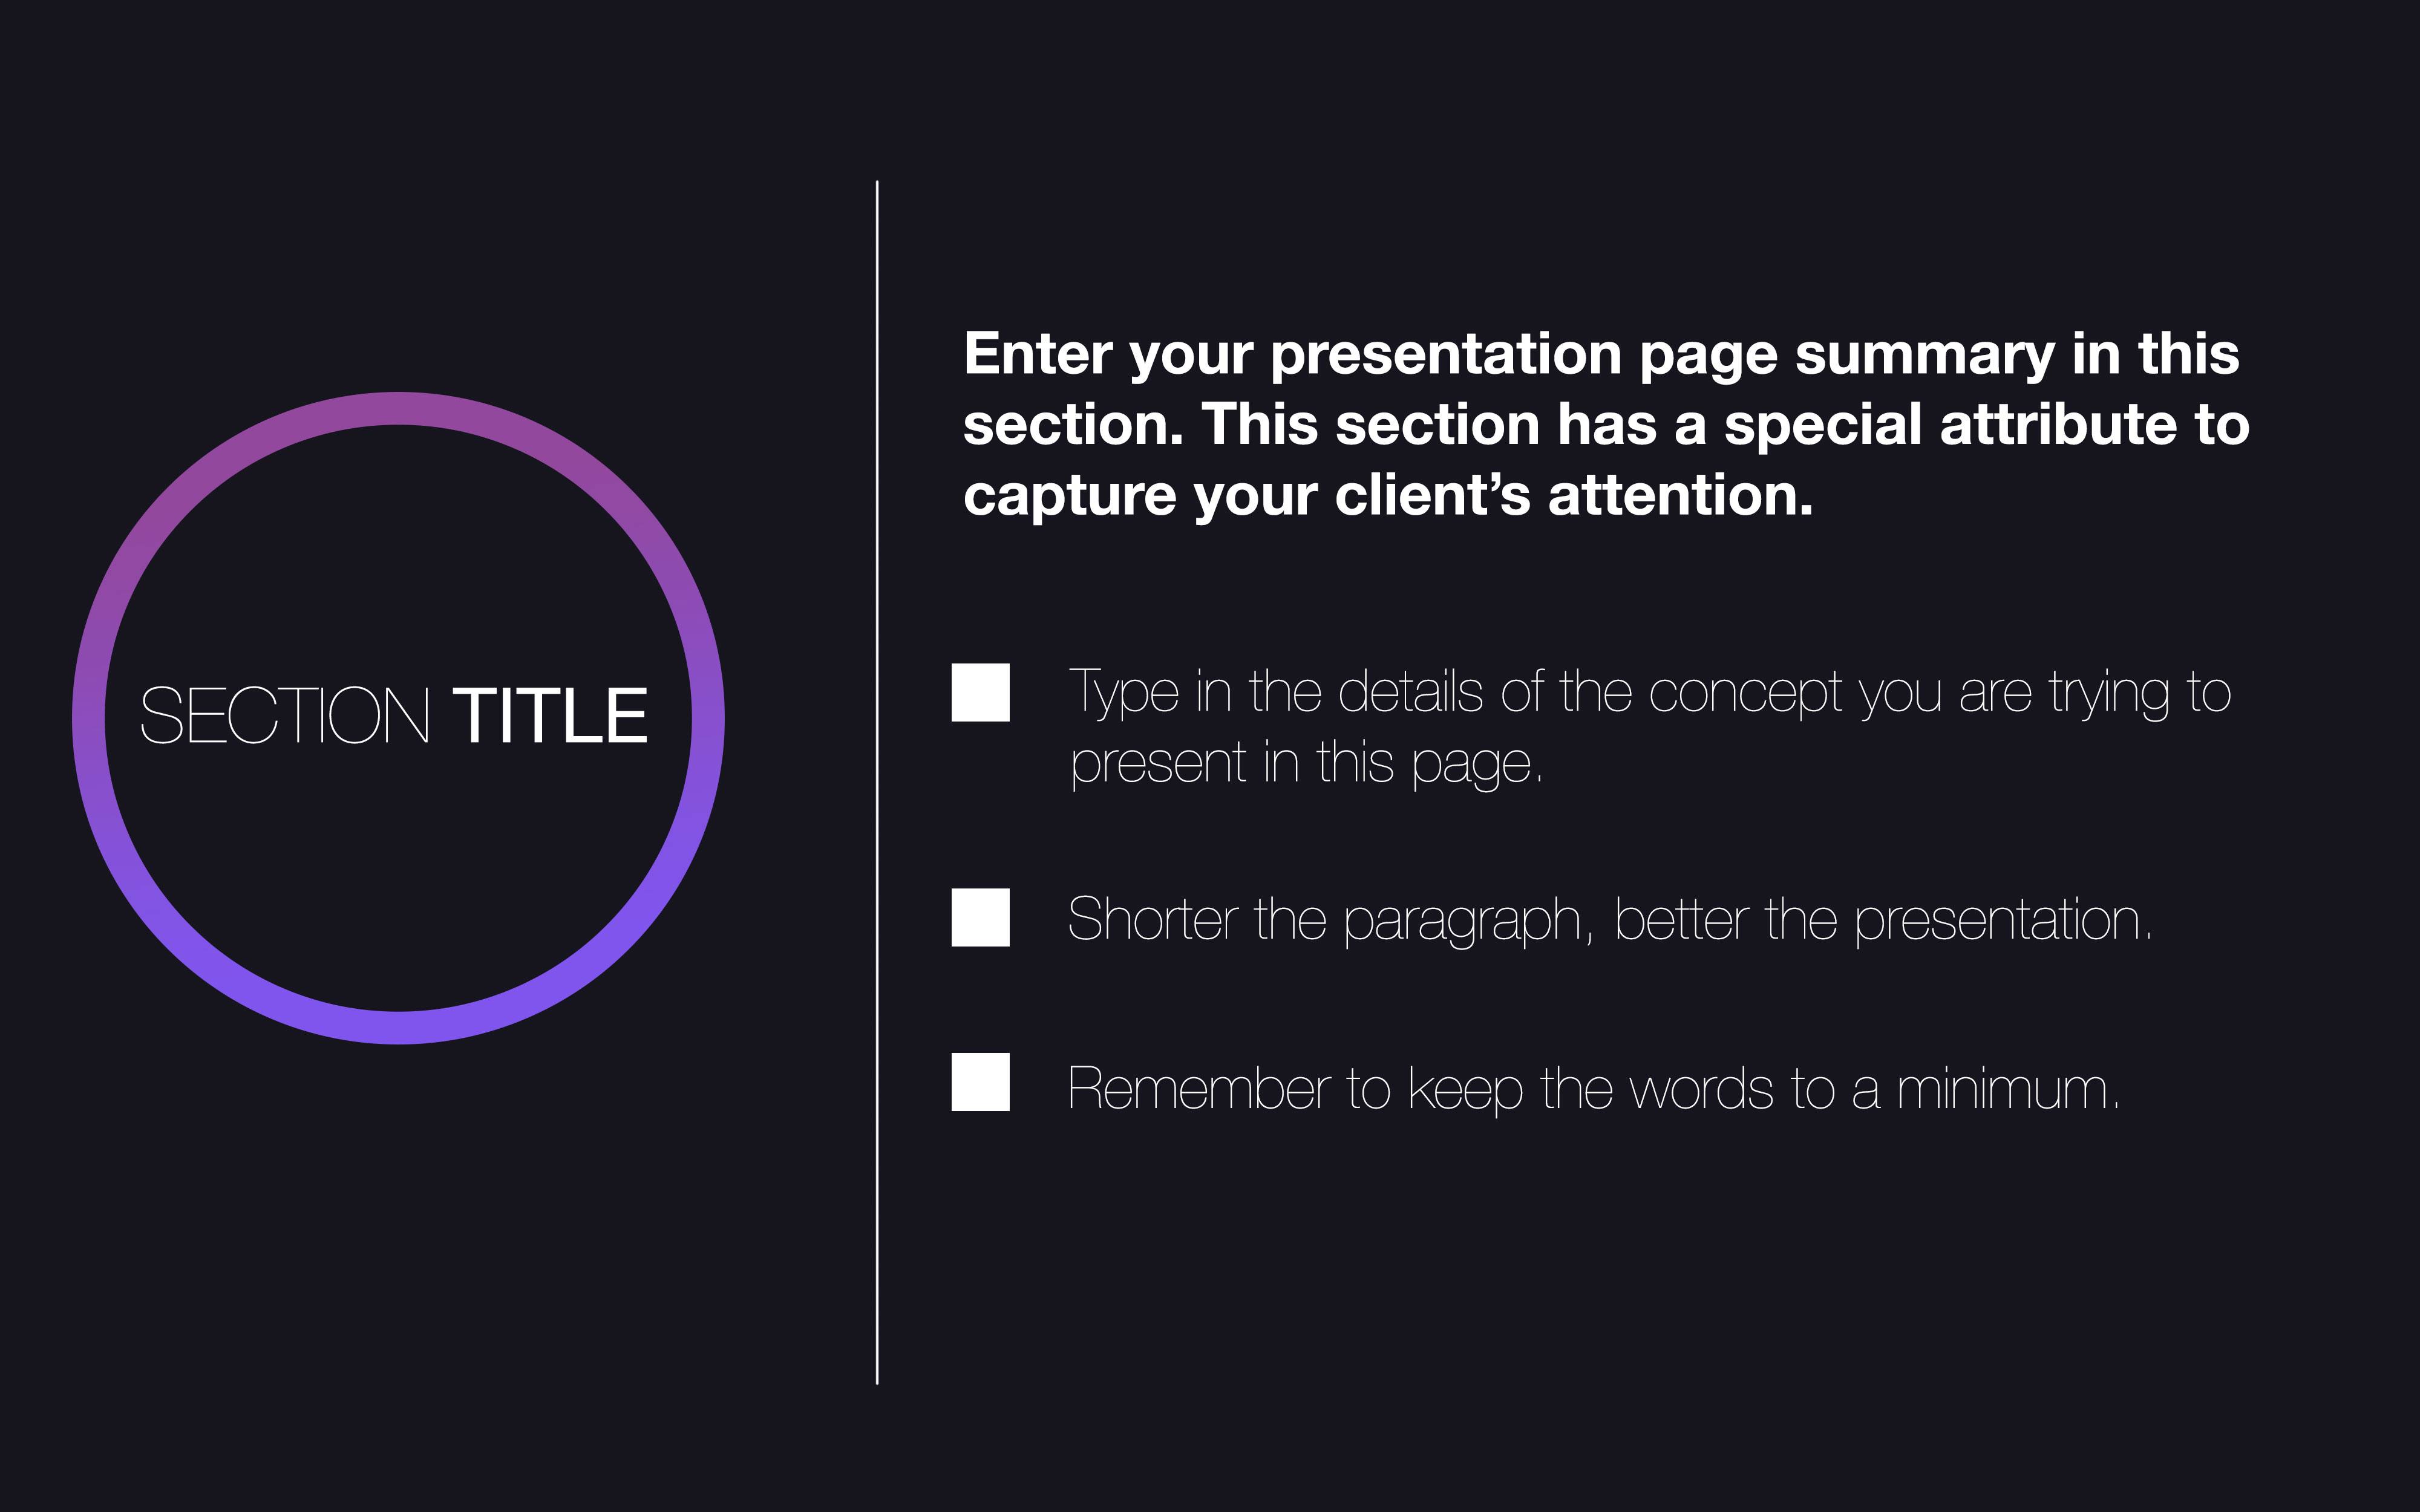 SECTION TITLE
Enter your presentation page summary in this
section. This section has a special attribute to
capture your client’s attention.
Type in the details of the concept you are trying to
present in this page.
Shorter the paragraph, better the presentation.
Remember to keep the words to a minimum.